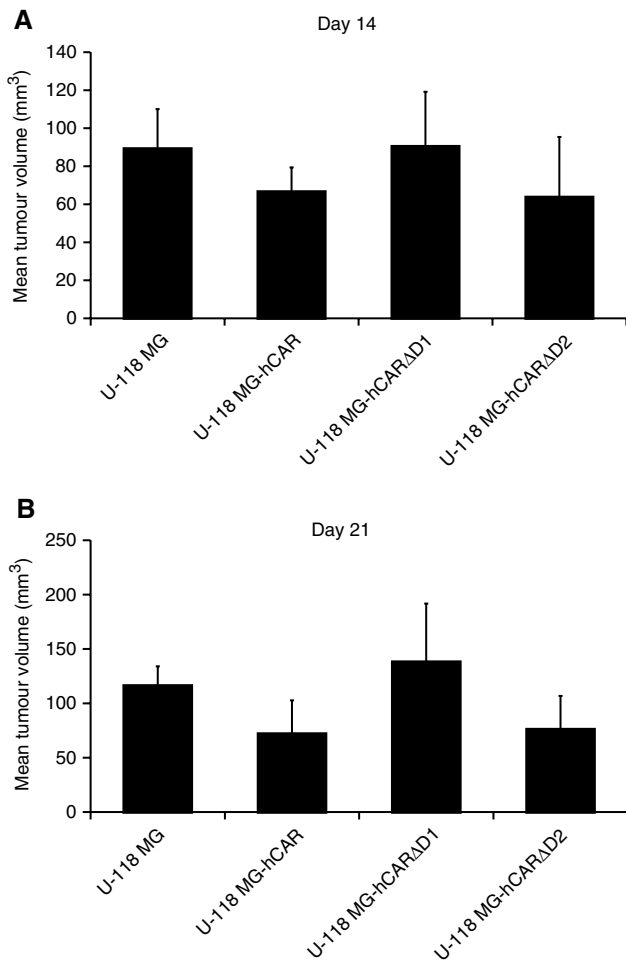 A
Day 14
Mean tumour volume (mm³)
140
120
100
80
60
40
20
0
U-118 MG
U-118 MG-hCAR
U-118 MG-hCARΔD1
U-118 MG-hCARΔD2
B
Day 21
Mean tumour volume (mm³)
250
200
150
100
50
0
U-118 MG
U-118 MG-hCAR
U-118 MG-hCARΔD1
U-118 MG-hCARΔD2